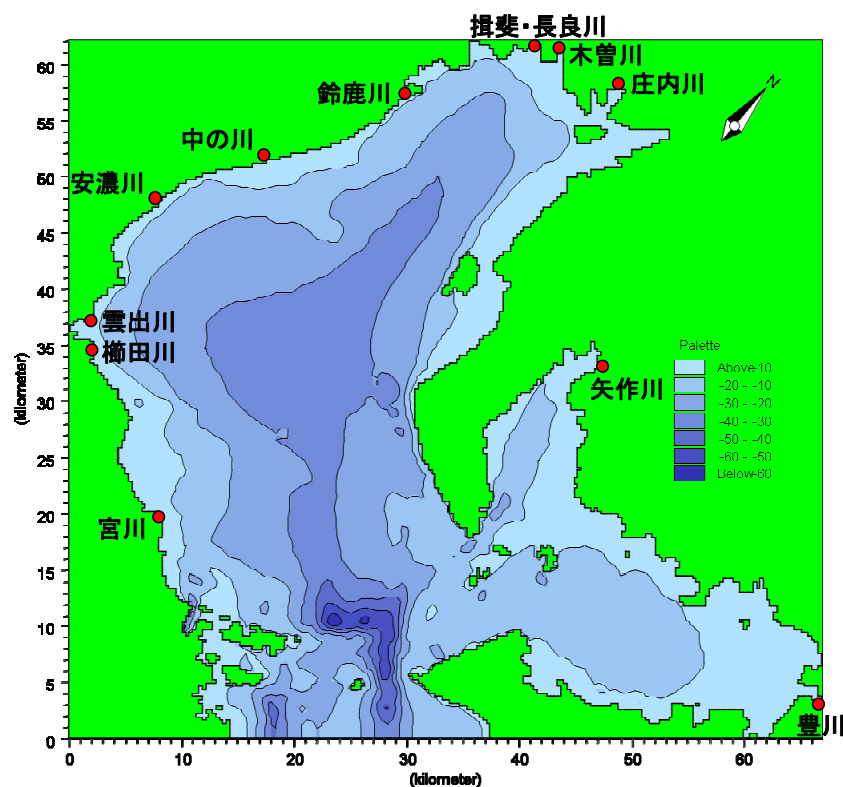 揖斐・長良川
木曽川
庄内川
鈴鹿川
中の川
安濃川
雲出川
櫛田川
宮川
矢作川
豊川
N
Palette
Above -10
-20 - -10
-30 - -20
-40 - -30
-50 - -40
-60 - -50
Below -60
60
55
50
45
40
35
30
25
20
15
10
5
0
(kilometer)
0 10 20 30 40 50 60
(kilometer)